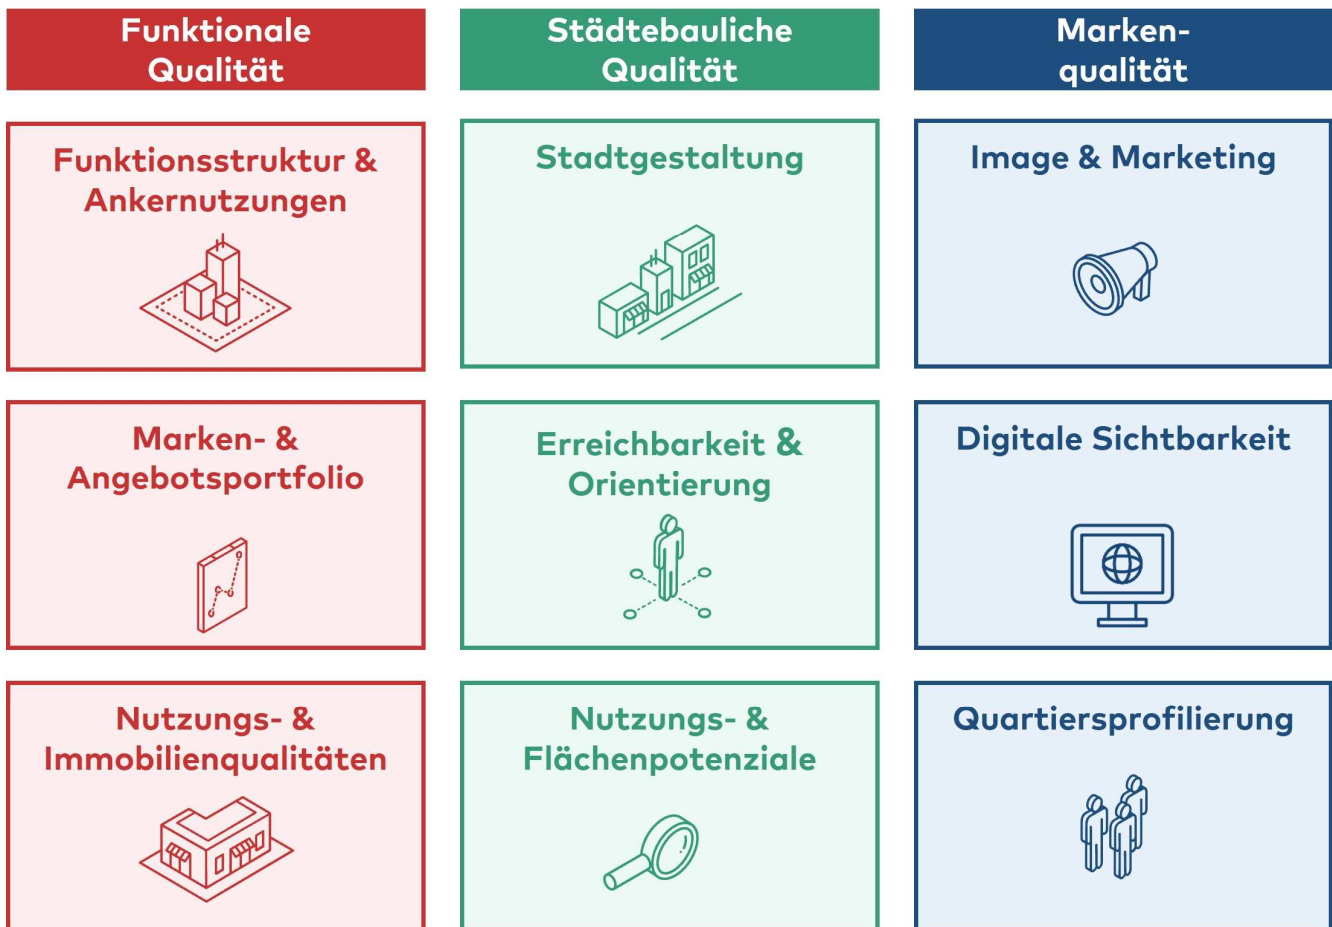 Funktionale
Qualität
Städtebauliche
Qualität
Marken-
qualität
Funktionsstruktur &
Ankernutzungen
Stadtgestaltung
Image & Marketing
Marken- &
Angebotsportfolio
Erreichbarkeit &
Orientierung
Digitale Sichtbarkeit
Nutzungs- &
Immobilienqualitäten
Nutzungs- &
Flächenpotenziale
Quartiersprofilierung